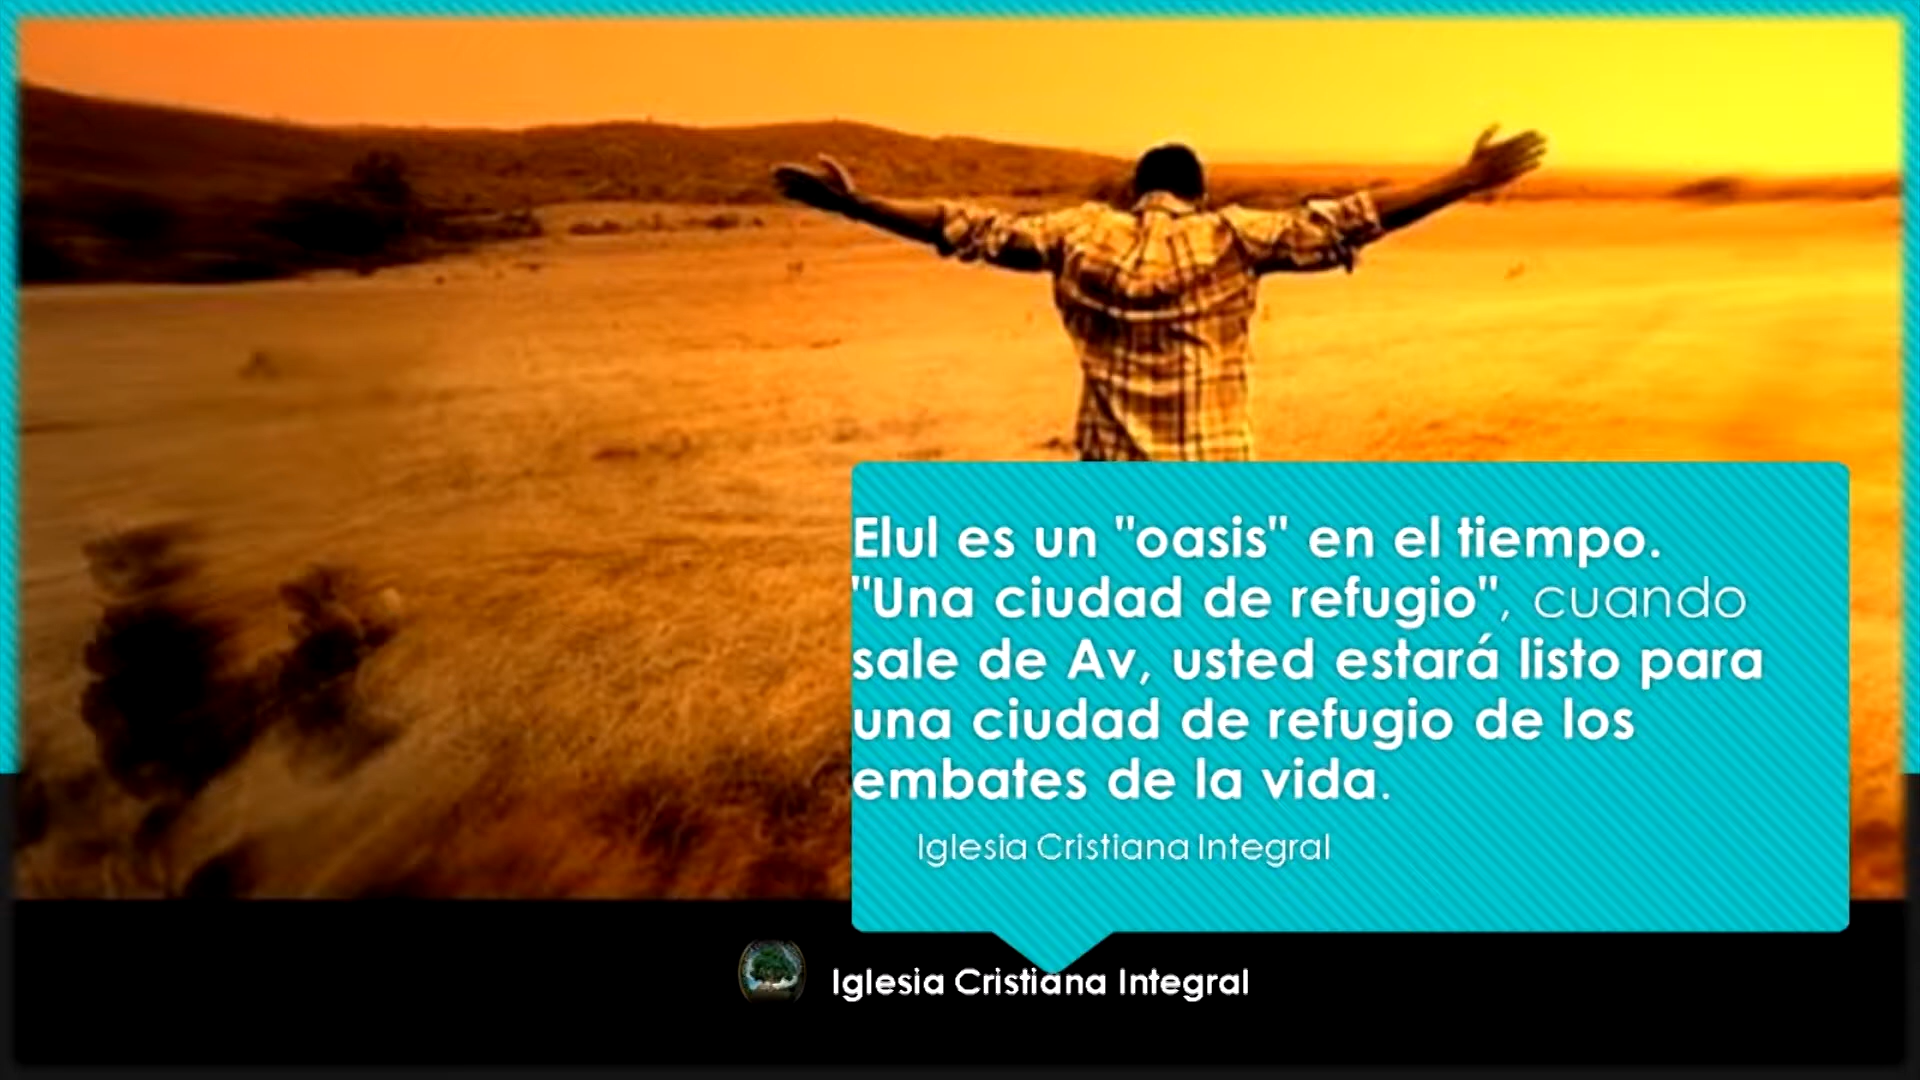 Elul es un "oasis" en el tiempo.
"Una ciudad de refugio", cuando
sale de Av, usted estará listo para
una ciudad de refugio de los
embates de la vida.
Iglesia Cristiana Integral
Iglesia Cristiana Integral